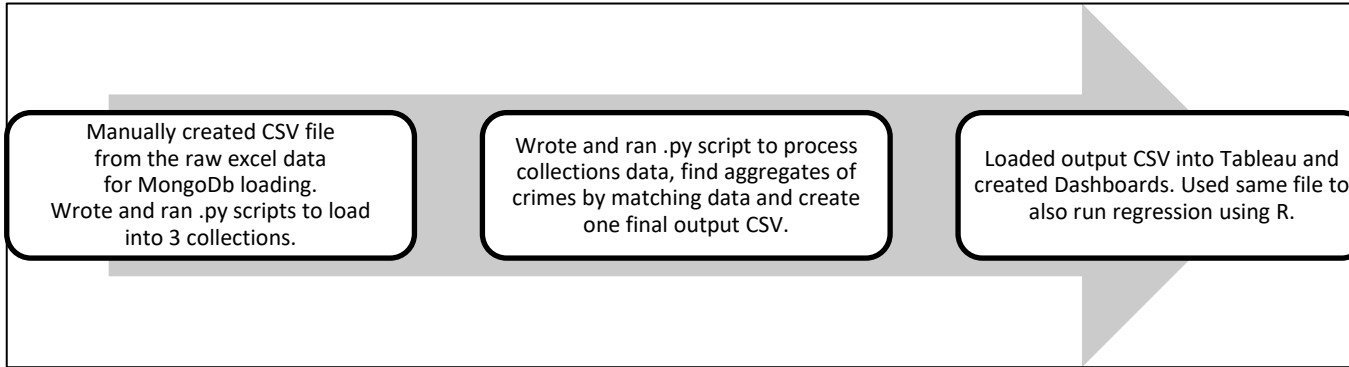 Manually created CSV file
from the raw excel data
for MongoDb loading.
Wrote and ran .py scripts to load
into 3 collections.
Wrote and ran .py script to process
collections data, find aggregates of
crimes by matching data and create
one final output CSV.
Loaded output CSV into Tableau and
created Dashboards. Used same file to
also run regression using R.